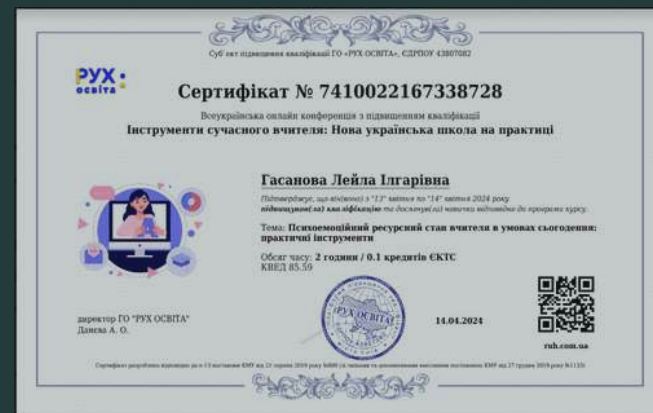 Суб'єкт підвищення кваліфікації ГО «РУХ ОСВІТА», ЄДРПОУ 43807082
РУХ
освіта
Сертифікат № 7410022167338728
Всеукраїнська онлайн конференція з підвищенням кваліфікації
Інструменти сучасного вчителя: Нова українська школа на практиці
Гасанова Лейла Ілгарівна
Підтверджує, що він(вона) з "13" квітня по "14" квітня 2024 року
підвищував(ла) кваліфікацію та досягнув(ла) навички відповідно до програми курсу.
Тема: Психоемоційний ресурсний стан вчителя в умовах сьогодення:
практичні інструменти
Обсяг часу: 2 години / 0.1 кредитів ЄКТС
КВЕД 85.59
директор ГО "РУХ ОСВІТА"
Данєва А. О.
РУХ ОСВІТА
14.04.2024
ruh.com.ua